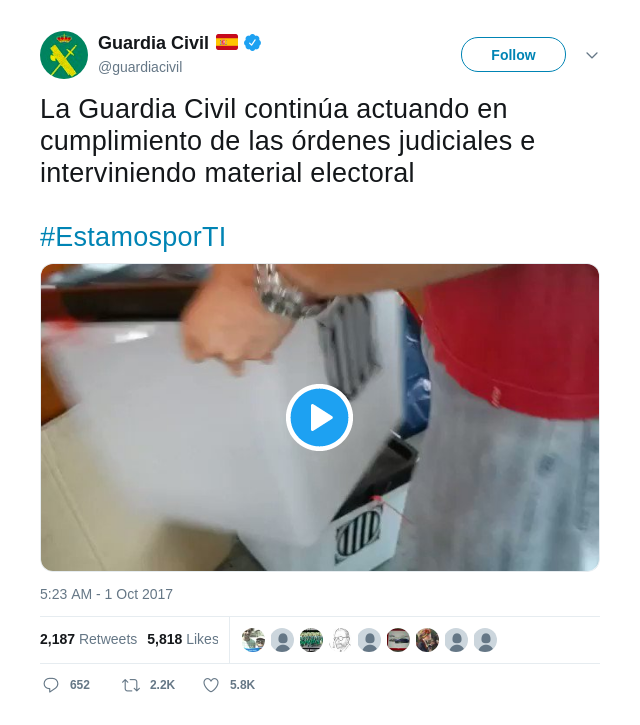 Guardia Civil
@guardiacivil
Follow
La Guardia Civil continúa actuando en
cumplimiento de las órdenes judiciales e
interviniendo material electoral
#EstamosporTI
5:23 AM - 1 Oct 2017
2,187 Retweets 5,818 Likes
652 2.2K 5.8K